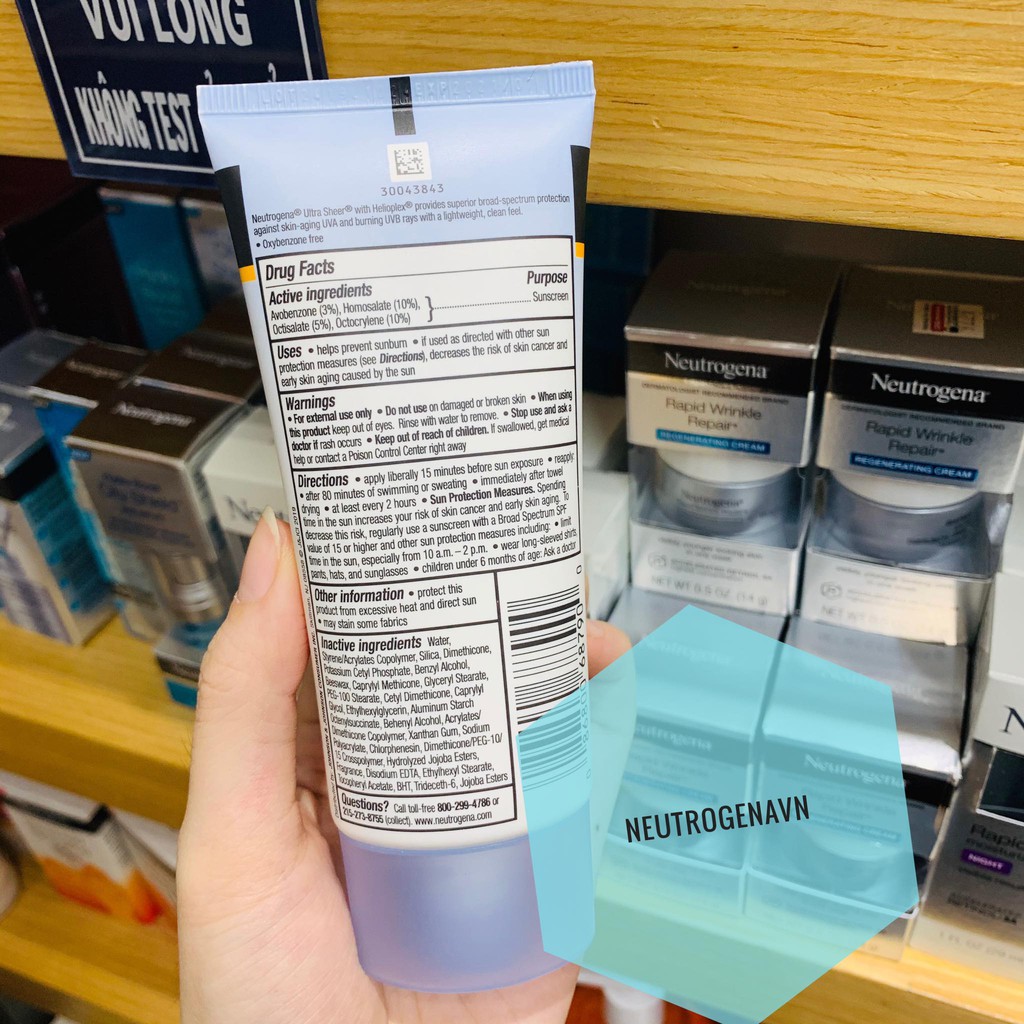 VUI LÒNG
KHÔNG TEST
30043843
Neutrogena® Ultra Sheer® with Helioplex® provides superior broad-spectrum protection
against skin-aging UVA and burning UVB rays with a lightweight, clean feel.
• Oxybenzone free
Drug Facts
Active ingredients Purpose
Avobenzone (3%), Homosalate (10%),
Octisalate (5%), Octocrylene (10%) Sunscreen
Uses • helps prevent sunburn • if used as directed with other sun
protection measures (see Directions), decreases the risk of skin cancer and
early skin aging caused by the sun
Warnings
• For external use only • Do not use on damaged or broken skin • When using
this product keep out of eyes. Rinse with water to remove. • Stop use and ask a
doctor if rash occurs • Keep out of reach of children. If swallowed, get medical
help or contact a Poison Control Center right away
Directions • apply liberally 15 minutes before sun exposure • reapply:
• after 80 minutes of swimming or sweating • immediately after towel
drying • at least every 2 hours • Sun Protection Measures. Spending
time in the sun increases your risk of skin cancer and early skin aging. To
decrease this risk, regularly use a sunscreen with a Broad Spectrum SPF
value of 15 or higher and other sun protection measures including: • limit
time in the sun, especially from 10 a.m. – 2 p.m. • wear long-sleeved shirts,
pants, hats, and sunglasses • children under 6 months of age: Ask a doctor
Other information • protect this
product from excessive heat and direct sun
• may stain some fabrics
Inactive ingredients Water,
Styrene/Acrylates Copolymer, Silica, Dimethicone,
Potassium Cetyl Phosphate, Benzyl Alcohol,
Beeswax, Caprylyl Methicone, Glyceryl Stearate,
PEG-100 Stearate, Cetyl Dimethicone, Caprylyl
Glycol, Ethylhexylglycerin, Aluminum Starch
Octenylsuccinate, Behenyl Alcohol, Acrylates/
Dimethicone Copolymer, Xanthan Gum, Sodium
Polyacrylate, Chlorphenesin, Dimethicone/PEG-10/
15 Crosspolymer, Hydrolyzed Jojoba Esters,
Fragrance, Disodium EDTA, Ethylhexyl Stearate,
Tocopheryl Acetate, BHT, Trideceth-6, Jojoba Esters
Questions? Call toll-free 800-299-4786 or
215-273-8755 (collect). www.neutrogena.com
68790
Neutrogena
Rapid Wrinkle
Repair
REGENERATING CREAM
Neutrogena
Rapid Wrinkle
Repair
REGENERATING CREAM
Neutrogena
NET WT 0.5 OZ (14 g)
Neutrogena
Neutrogena
Neutrogena
NIGHT
NEUTROGENAVN